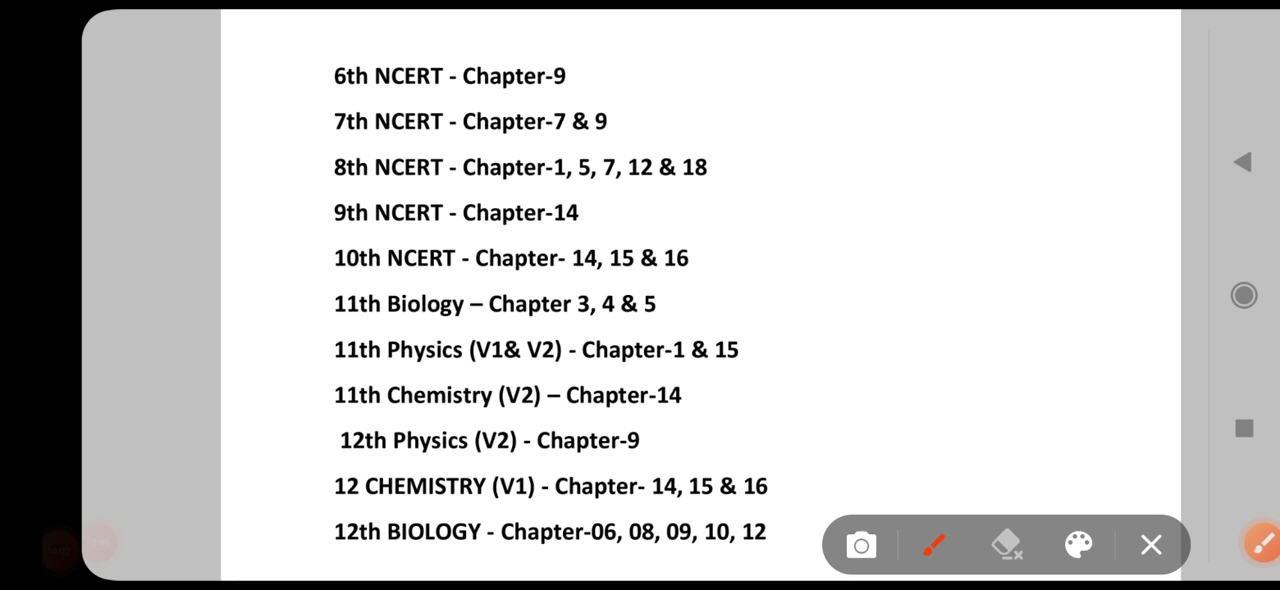 6th NCERT - Chapter-9
7th NCERT - Chapter-7 & 9
8th NCERT - Chapter-1, 5, 7, 12 & 18
9th NCERT - Chapter-14
10th NCERT - Chapter- 14, 15 & 16
11th Biology – Chapter 3, 4 & 5
11th Physics (V1& V2) - Chapter-1 & 15
11th Chemistry (V2) – Chapter-14
12th Physics (V2) - Chapter-9
12 CHEMISTRY (V1) - Chapter- 14, 15 & 16
12th BIOLOGY - Chapter-06, 08, 09, 10, 12